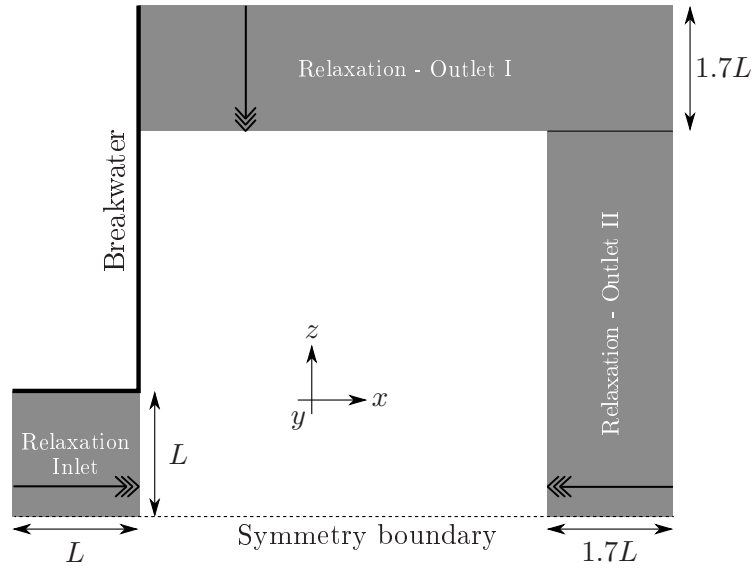 Relaxation - Outlet I
1.7L
Breakwater
Relaxation - Outlet II
z
x
y
Relaxation
Inlet
L
L
Symmetry boundary
1.7L